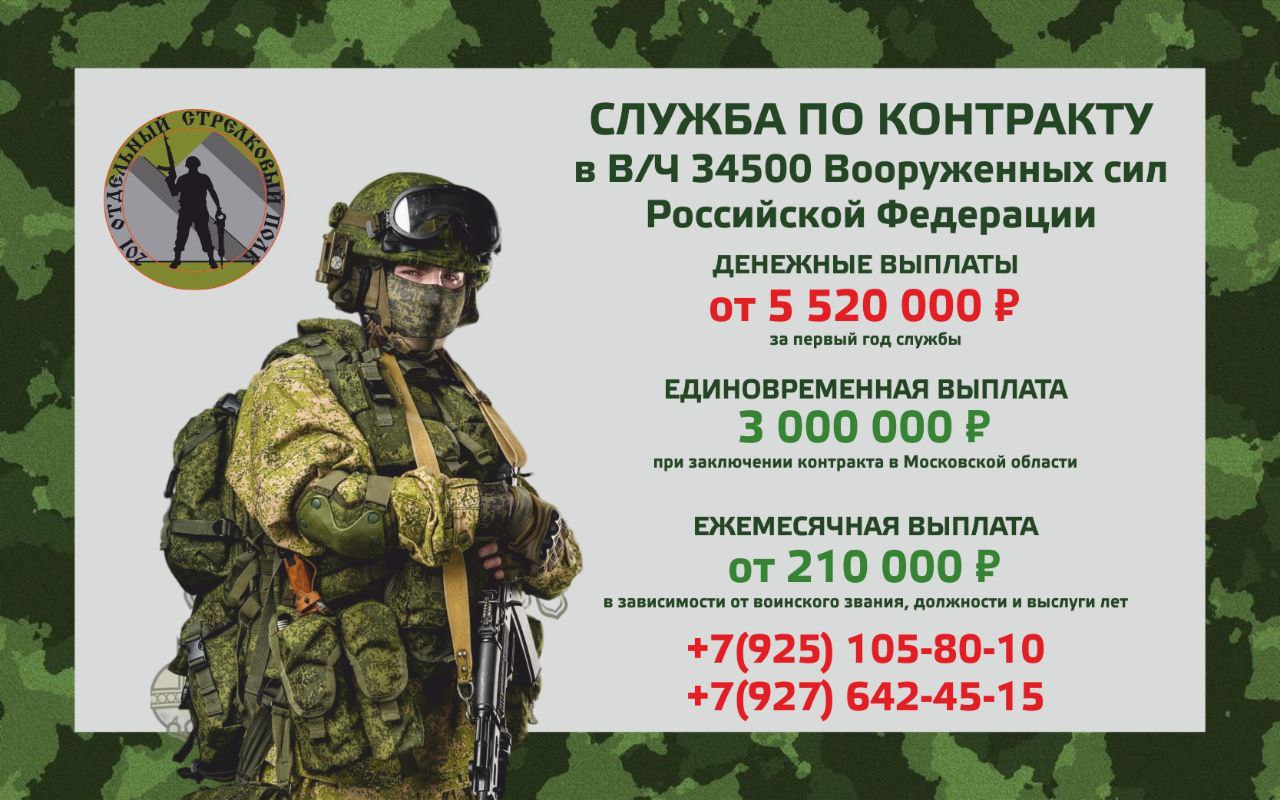 201 ОТДЕЛЬНЫЙ СТРЕЛКОВЫЙ ПОЛК
СЛУЖБА ПО КОНТРАКТУ
в В/Ч 34500 Вооруженных сил
Российской Федерации
ДЕНЕЖНЫЕ ВЫПЛАТЫ
от 5 520 000 ₽
за первый год службы
ЕДИНОВРЕМЕННАЯ ВЫПЛАТА
3 000 000 ₽
при заключении контракта в Московской области
ЕЖЕМЕСЯЧНАЯ ВЫПЛАТА
от 210 000 ₽
в зависимости от воинского звания, должности и выслуги лет
+7(925) 105-80-10
+7(927) 642-45-15